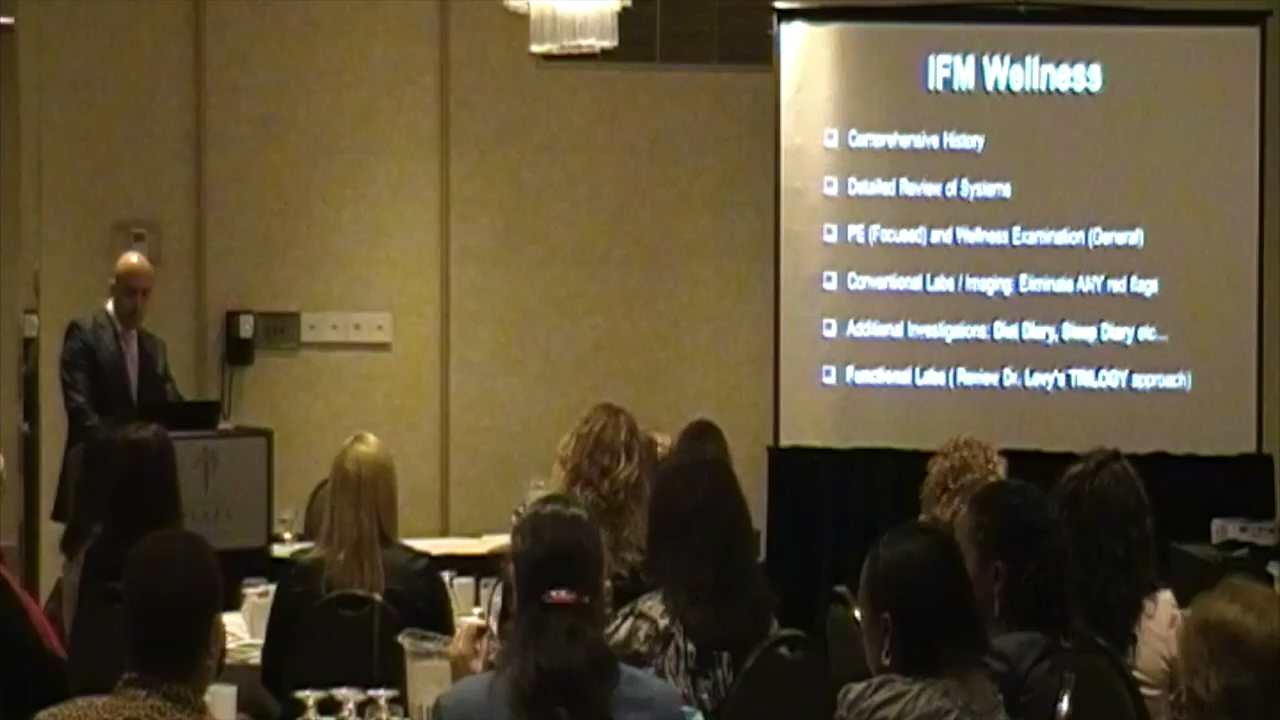 IFM Wellness
❑ Comprehensive History
❑ Detailed Review of Systems
❑ PE (Focused) and Wellness Examination (General)
❑ Conventional Labs / Imaging: Eliminate ANY red flags
❑ Additional Investigations: Diet Diary, Sleep Diary etc...
❑ Functional Labs ( Review Dr. Levy's TRILOGY approach)